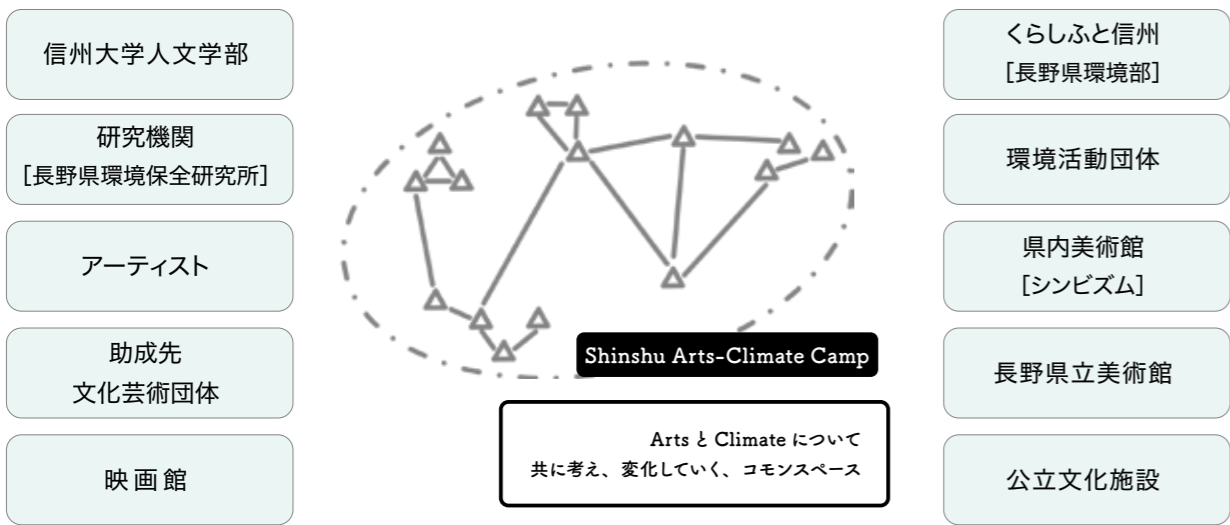 信州大学人文学部
研究機関
[長野県環境保全研究所]
アーティスト
助成先
文化芸術団体
映画館
Shinshu Arts-Climate Camp
Arts と Climate について
共に考え、変化していく、コモンスペース
くらしふと信州
[長野県環境部]
環境活動団体
県内美術館
[シンビズム]
長野県立美術館
公立文化施設